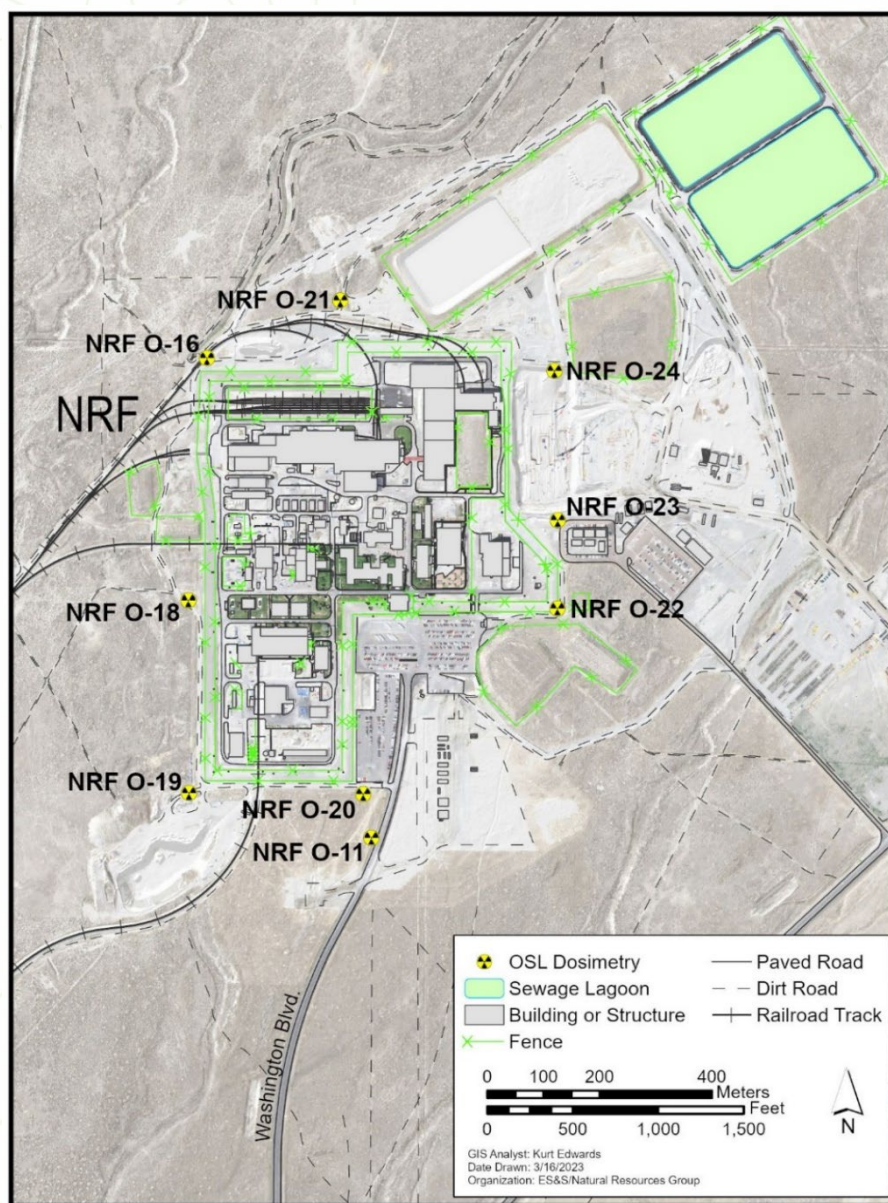 NRF O-21
NRF O-16
NRF O-24
NRF
NRF O-23
NRF O-18
NRF O-22
NRF O-19
NRF O-20
NRF O-11
Washington Blvd.
OSL Dosimetry
Sewage Lagoon
Building or Structure
Fence
Paved Road
Dirt Road
Railroad Track
0 100 200 400
Meters
Feet
0 500 1,000 1,500
N
GIS Analyst: Kurt Edwards
Date Drawn: 3/16/2023
Organization: ES&S/Natural Resources Group